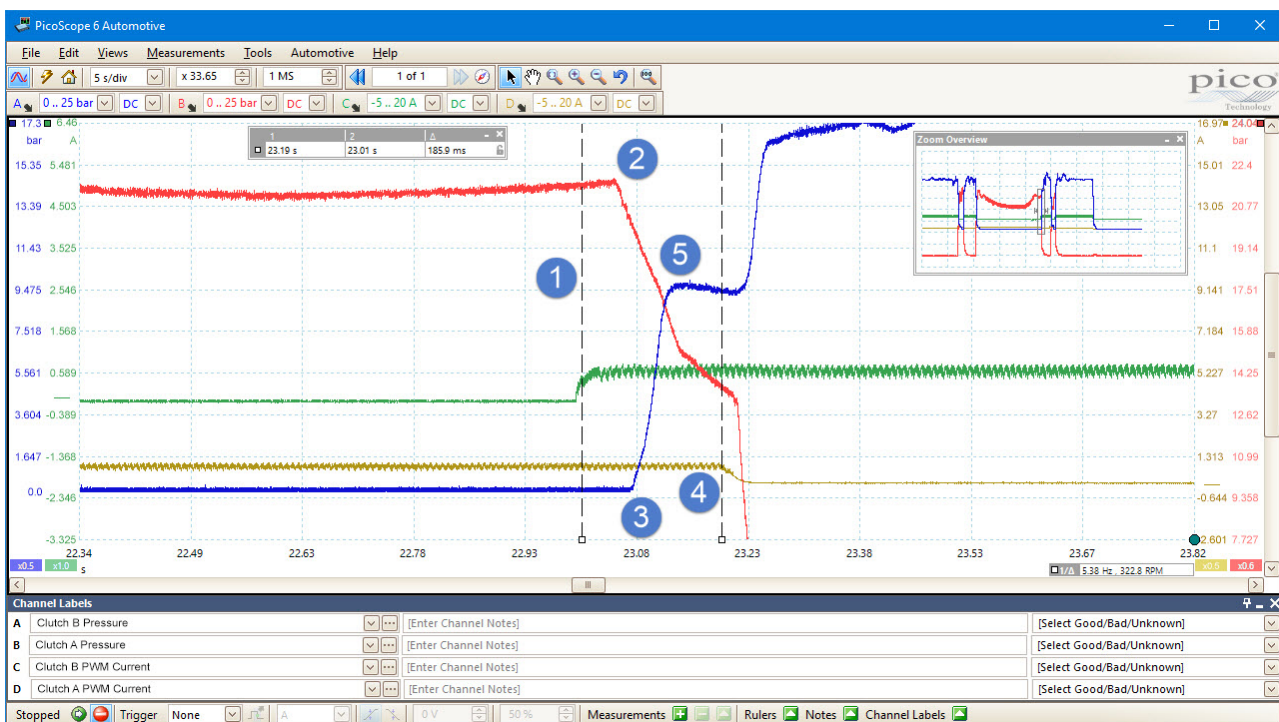 PicoScope 6 Automotive
File Edit Views Measurements Tools Automotive Help
5 s/div x 33.65 1 MS 1 of 1
pico
Technology
A 0.. 25 bar DC B 0.. 25 bar DC C -5.. 20 A DC D -5.. 20 A DC
17.3 6.46 16.97 24.04
bar A A bar
1 2 Δ
23.19 s 23.01 s 185.9 ms
Zoom Overview
15.35 5.481 15.01 22.4
13.39 4.503 13.05 20.77
11.43 3.525 11.1 19.14
9.475 2.546 9.141 17.51
7.518 1.568 7.184 15.88
5.561 0.589 5.227 14.25
3.604 -0.389 3.27 12.62
1.647 -1.368 1.313 10.99
0.0 -2.346 -0.644 9.358
-3.325 2.601 7.727
1
2
3
4
5
22.34 22.49 22.63 22.78 22.93 23.08 23.23 23.38 23.53 23.67 23.82
x0.5 x1.0 s 1/Δ 5.38 Hz , 322.8 RPM x0.6 x0.6
Channel Labels
A Clutch B Pressure [Enter Channel Notes] [Select Good/Bad/Unknown]
B Clutch A Pressure [Enter Channel Notes] [Select Good/Bad/Unknown]
C Clutch B PWM Current [Enter Channel Notes] [Select Good/Bad/Unknown]
D Clutch A PWM Current [Enter Channel Notes] [Select Good/Bad/Unknown]
Stopped Trigger None A 0 V 50 % Measurements Rulers Notes Channel Labels